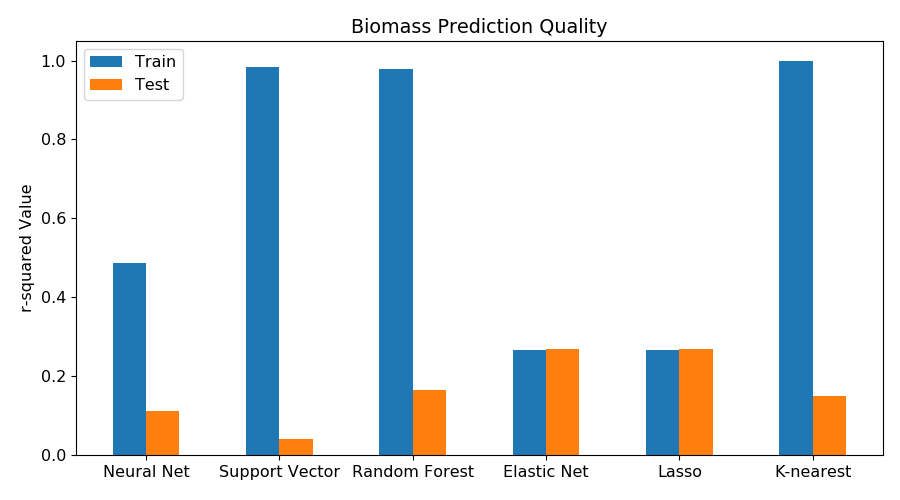 Biomass Prediction Quality
Train
Test
r-squared Value
1.0
0.8
0.6
0.4
0.2
0.0
Neural Net Support Vector Random Forest Elastic Net Lasso K-nearest